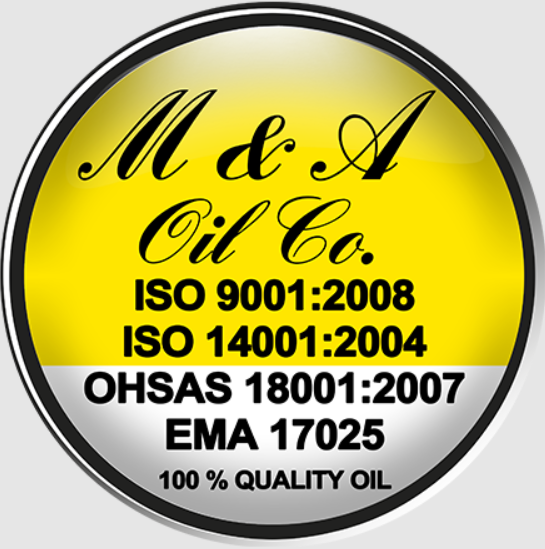 M & A
Oil Co.
ISO 9001:2008
ISO 14001:2004
OHSAS 18001:2007
EMA 17025
100 % QUALITY OIL